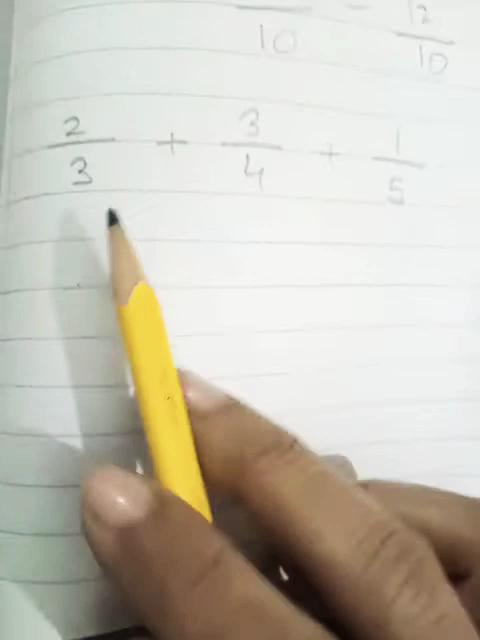 10 = 12/10
2/3 + 3/4 + 1/5